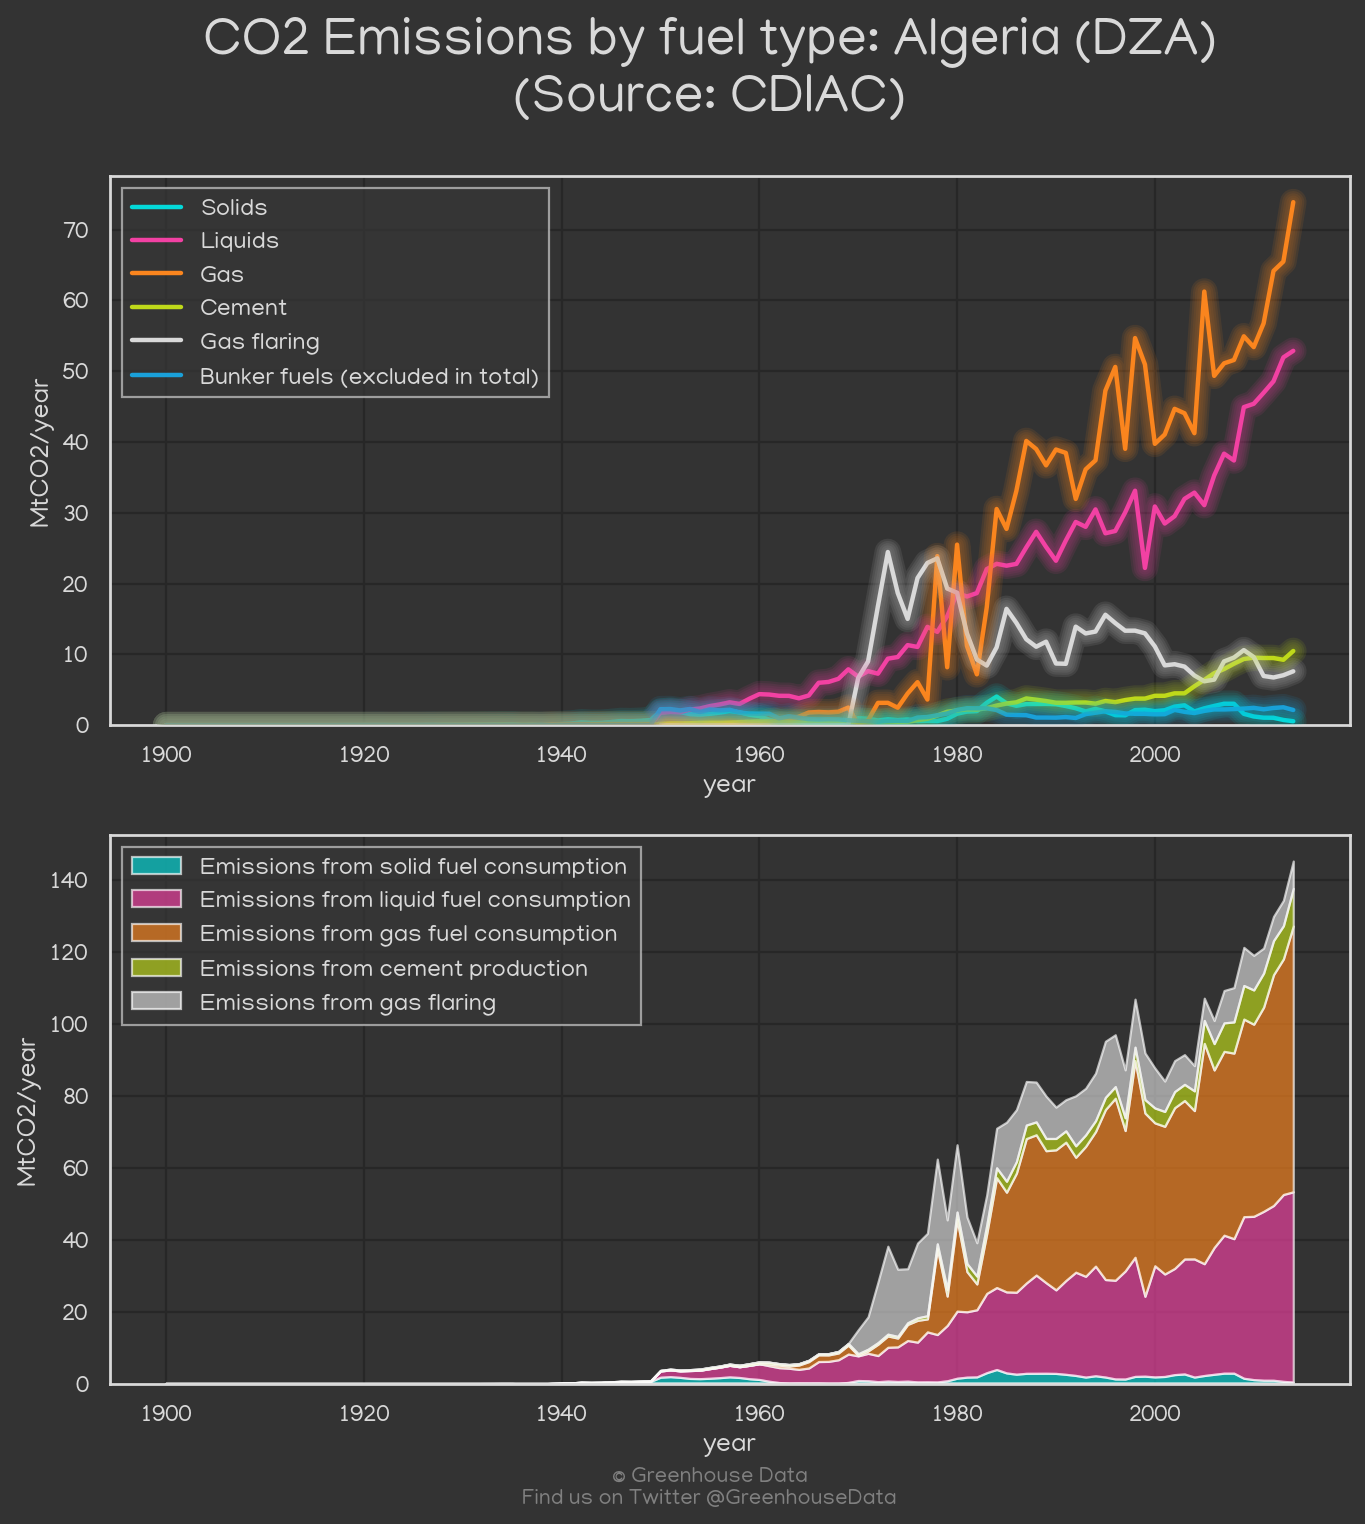 CO2 Emissions by fuel type: Algeria (DZA)
(Source: CDIAC)
Solids
Liquids
Gas
Cement
Gas flaring
Bunker fuels (excluded in total)
MtCO2/year
70
60
50
40
30
20
10
0
1900 1920 1940 1960 1980 2000
year
Emissions from solid fuel consumption
Emissions from liquid fuel consumption
Emissions from gas fuel consumption
Emissions from cement production
Emissions from gas flaring
MtCO2/year
140
120
100
80
60
40
20
0
1900 1920 1940 1960 1980 2000
year
© Greenhouse Data
Find us on Twitter @GreenhouseData